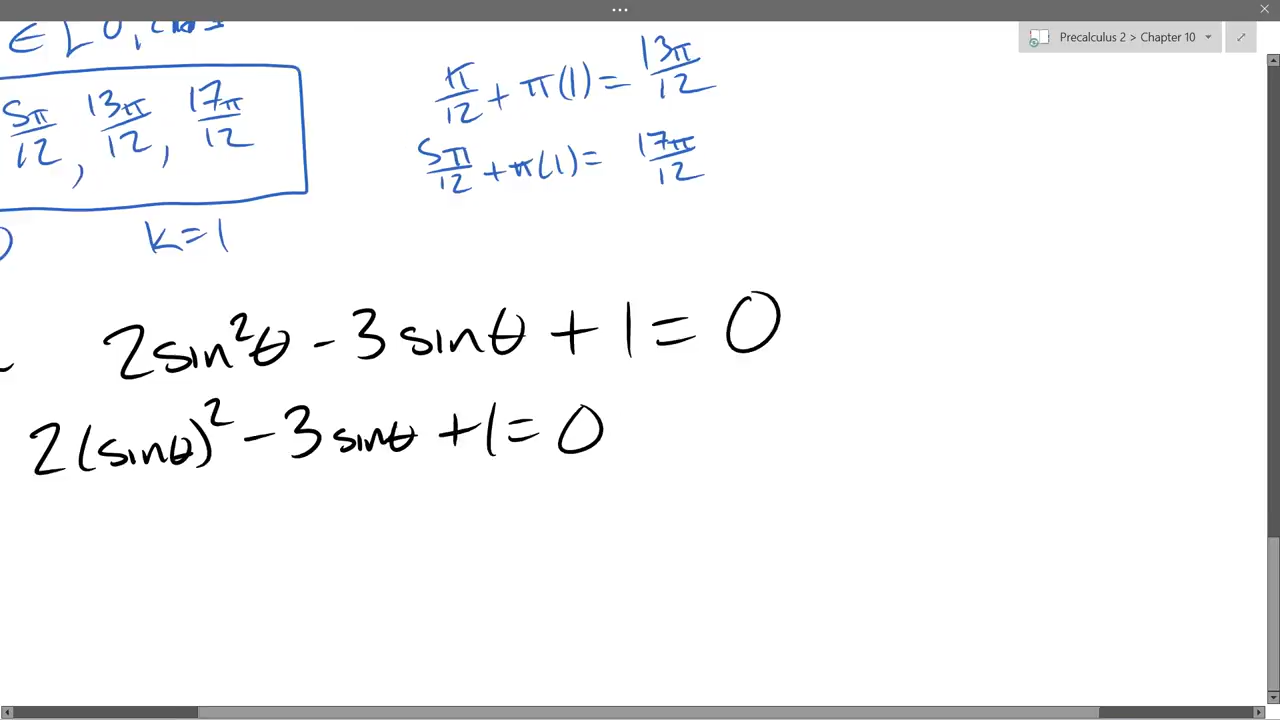 ...
Precalculus 2 > Chapter 10
5π/12, 13π/12, 17π/12
π/12 + π(1) = 13π/12
5π/12 + π(1) = 17π/12
k=1
2sin²θ - 3sinθ + 1 = 0
2(sinθ)² - 3sinθ + 1 = 0